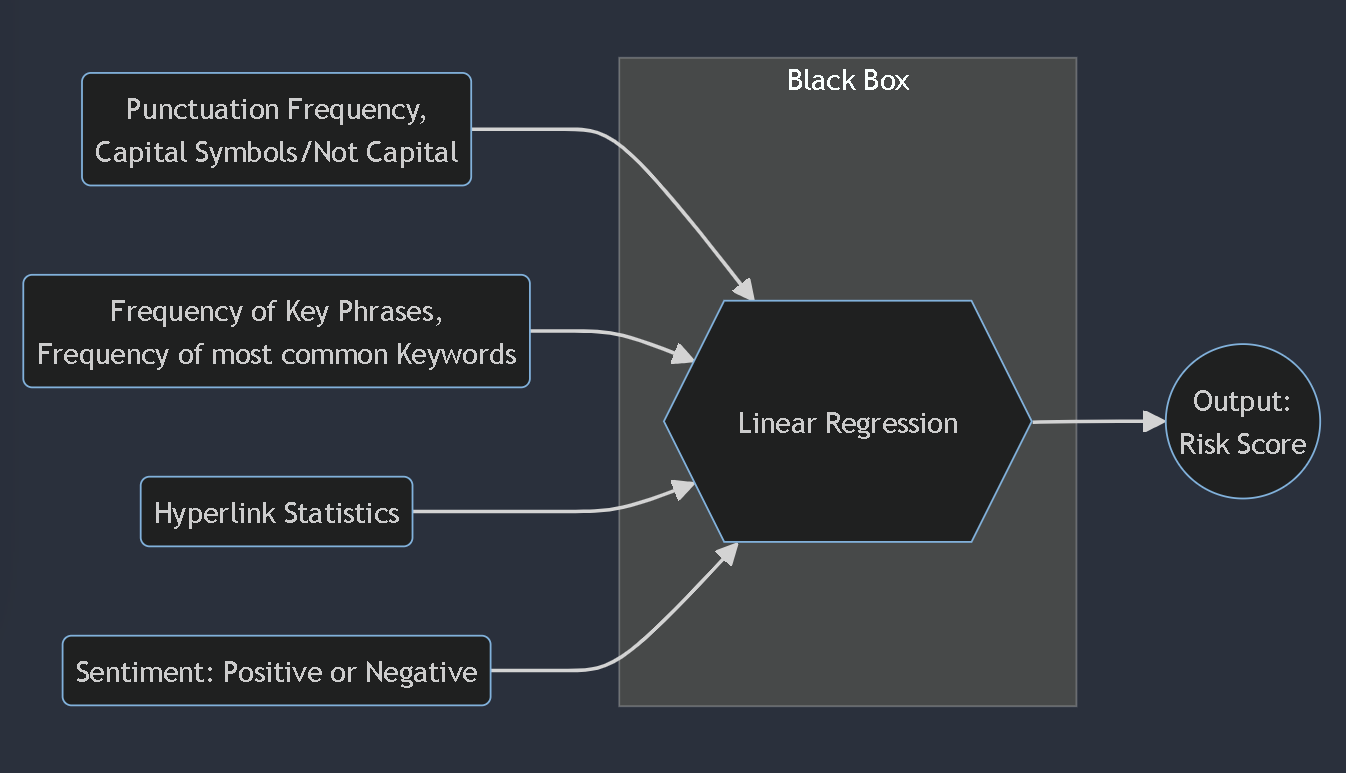 Black Box
Punctuation Frequency,
Capital Symbols/Not Capital
Frequency of Key Phrases,
Frequency of most common Keywords
Hyperlink Statistics
Sentiment: Positive or Negative
Linear Regression
Output:
Risk Score